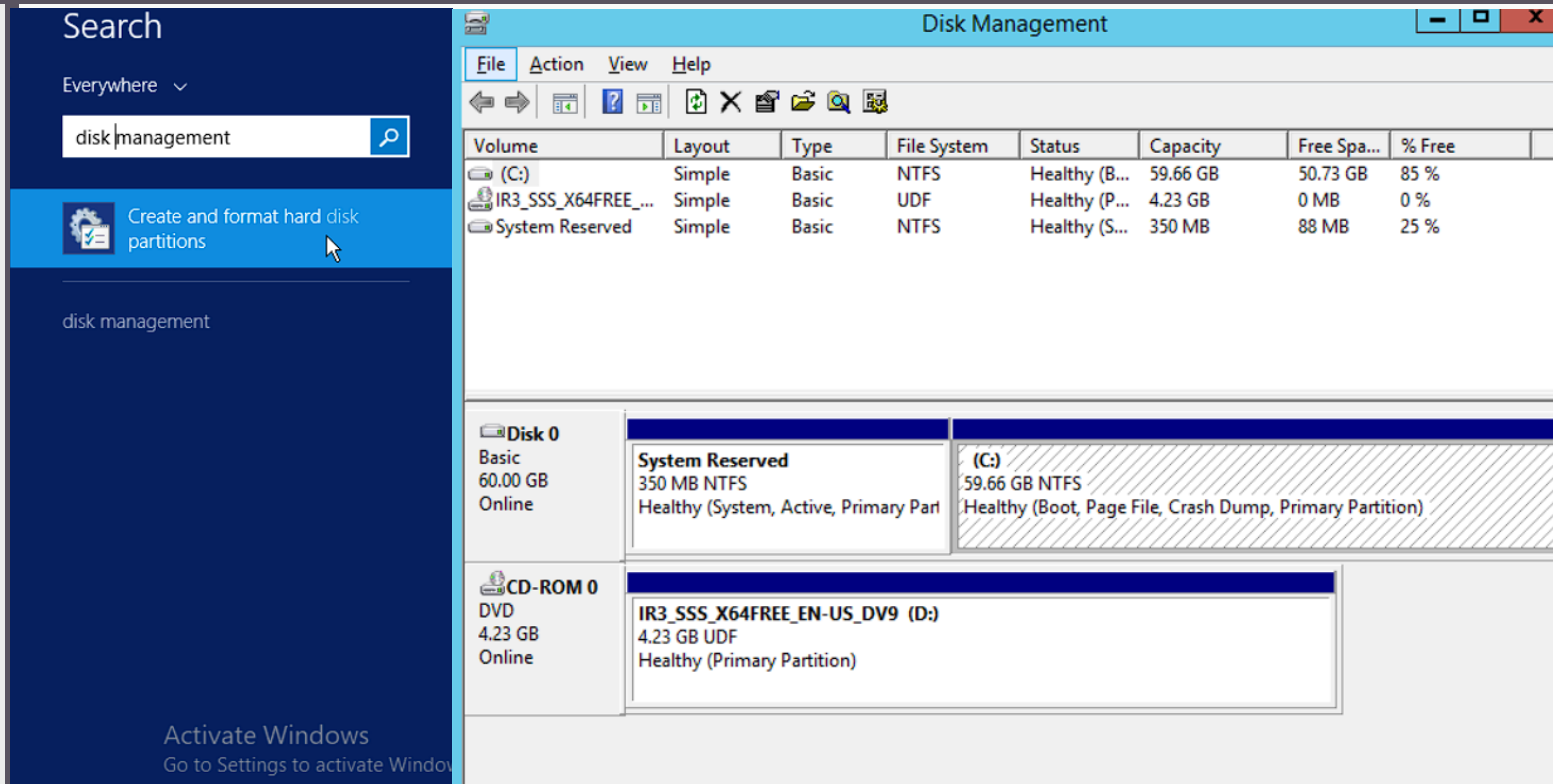 Search
Everywhere
disk management
Create and format hard disk
partitions
disk management
Activate Windows
Go to Settings to activate Window
Disk Management
File Action View Help
Volume Layout Type File System Status Capacity Free Spa... % Free
(C:) Simple Basic NTFS Healthy (B... 59.66 GB 50.73 GB 85 %
IR3_SSS_X64FREE_... Simple Basic UDF Healthy (P... 4.23 GB 0 MB 0 %
System Reserved Simple Basic NTFS Healthy (S... 350 MB 88 MB 25 %
Disk 0
Basic
60.00 GB
Online
System Reserved
350 MB NTFS
Healthy (System, Active, Primary Part
(C:)
59.66 GB NTFS
Healthy (Boot, Page File, Crash Dump, Primary Partition)
CD-ROM 0
DVD
4.23 GB
Online
IR3_SSS_X64FREE_EN-US_DV9 (D:)
4.23 GB UDF
Healthy (Primary Partition)